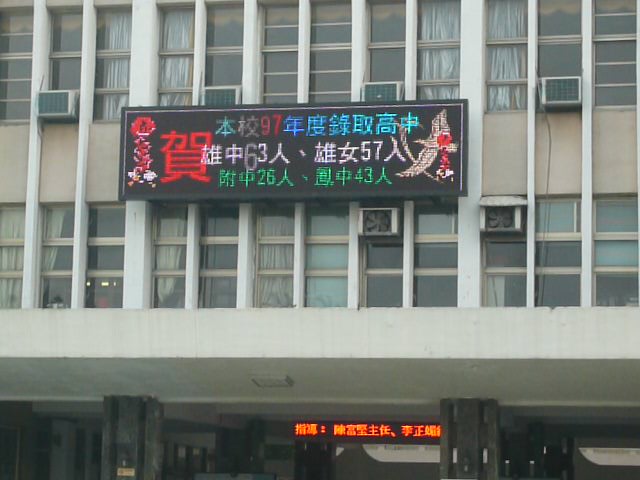 賀
本校97年度錄取高中
雄中63人、雄女57人
附中26人、鳳中43人
指導： 陳富堅主任、李正媚